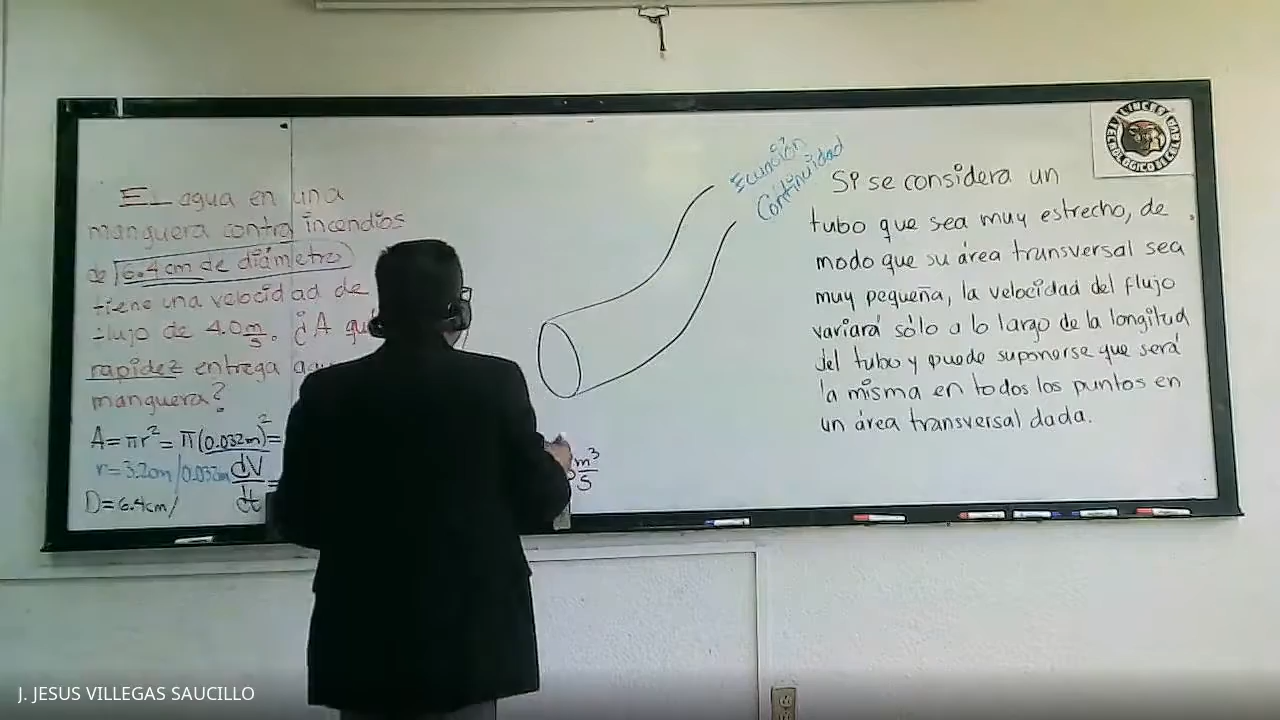 EL agua en una
manguera contra incendios
de 6.4 cm de diámetro
tiene una velocidad de
flujo de 4.0 m/s. ¿A
rapidez entrega
manguera?
A = πr² = π(0.032m)² =
r = 3.2cm/0.032m dV/dt =
D = 6.4cm/
m³/s
Ecuación
Continuidad
Si se considera un
tubo que sea muy estrecho, de
modo que su área transversal sea
muy pequeña, la velocidad del flujo
variará sólo a lo largo de la longitud
del tubo y puede suponerse que será
la misma en todos los puntos en
un área transversal dada.
J. JESUS VILLEGAS SAUCILLO